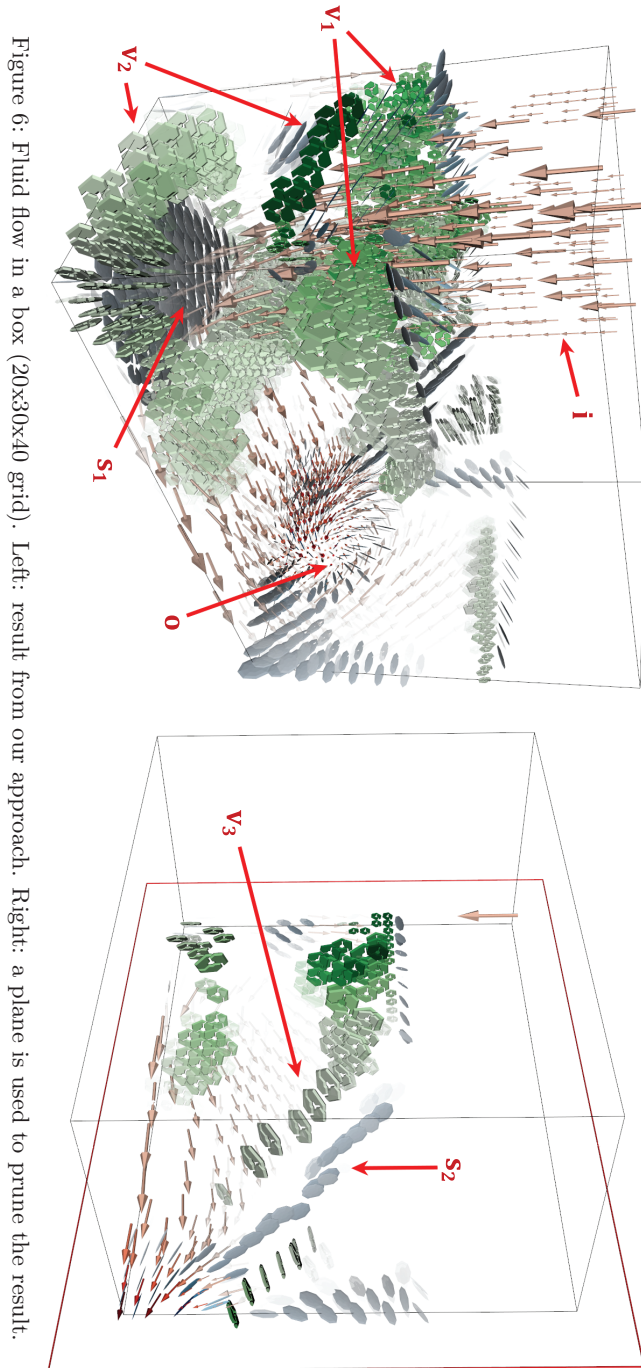 V₁
V₂
i
S₁
O
V₃
S₂
Figure 6: Fluid flow in a box (20x30x40 grid). Left: result from our approach. Right: a plane is used to prune the result.